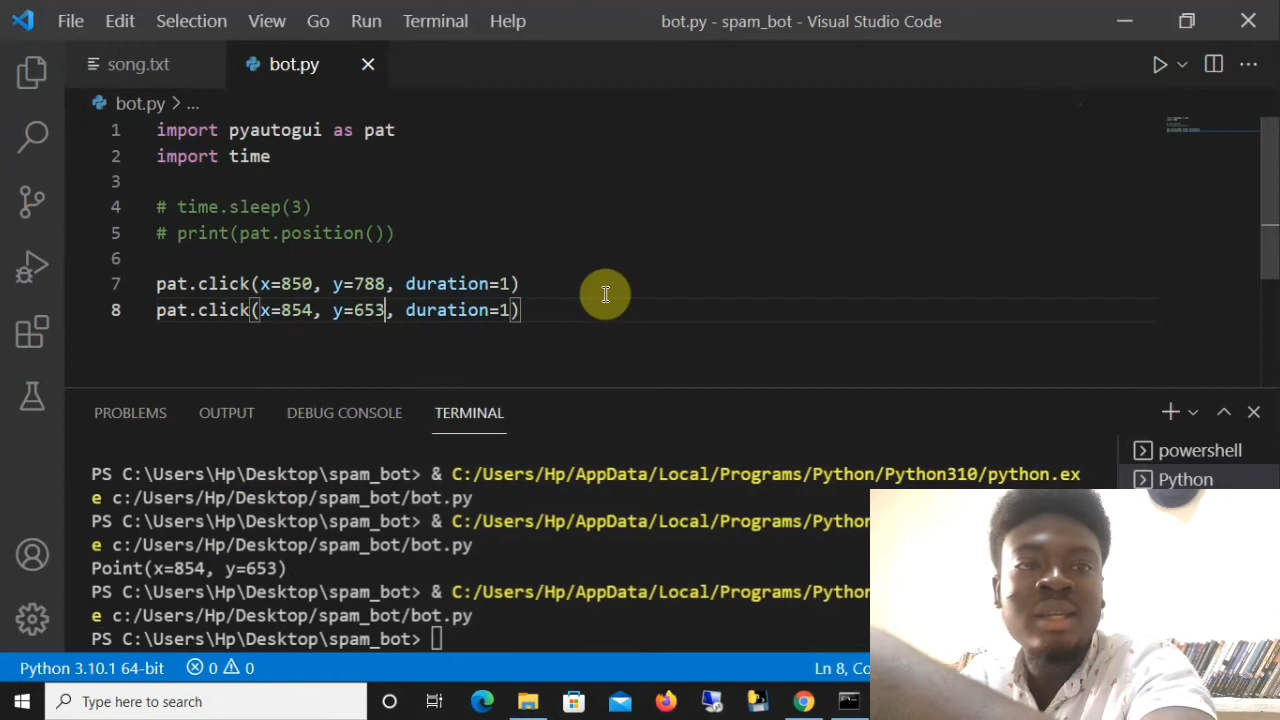 File Edit Selection View Go Run Terminal Help bot.py - spam_bot - Visual Studio Code
song.txt bot.py
bot.py > ...
1 import pyautogui as pat
2 import time
3
4 # time.sleep(3)
5 # print(pat.position())
6
7 pat.click(x=850, y=788, duration=1)
8 pat.click(x=854, y=653, duration=1)
PROBLEMS OUTPUT DEBUG CONSOLE TERMINAL
powershell
Python
PS C:\Users\Hp\Desktop\spam_bot> & C:/Users/Hp/AppData/Local/Programs/Python/Python310/python.ex
e c:/Users/Hp/Desktop/spam_bot/bot.py
PS C:\Users\Hp\Desktop\spam_bot> & C:/Users/Hp/AppData/Local/Programs/Python
e c:/Users/Hp/Desktop/spam_bot/bot.py
Point(x=854, y=653)
PS C:\Users\Hp\Desktop\spam_bot> & C:/Users/Hp/AppData/Local/Programs/Python
e c:/Users/Hp/Desktop/spam_bot/bot.py
PS C:\Users\Hp\Desktop\spam_bot>
Python 3.10.1 64-bit 0 0 Ln 8, Co
Type here to search